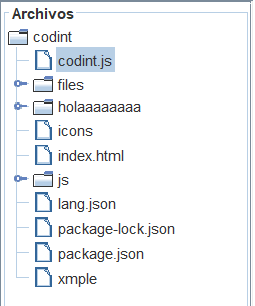 Archivos
codint
codint.js
files
holaaaaaaaa
icons
index.html
js
lang.json
package-lock.json
package.json
xmple